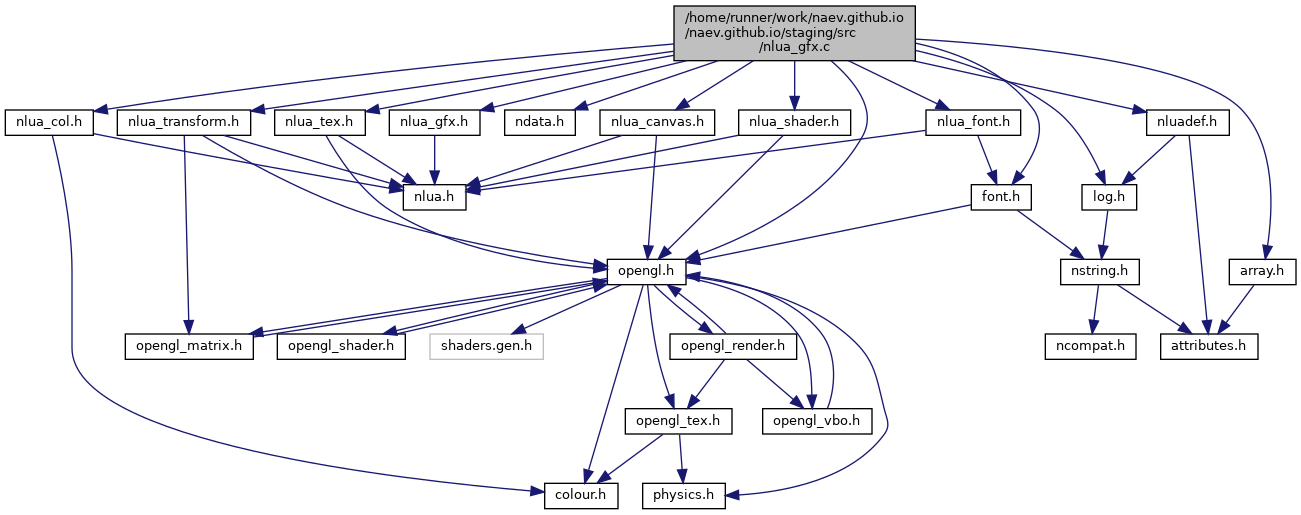 /home/runner/work/naev.github.io
/naev.github.io/staging/src
/nlua_gfx.c
nlua_col.h
nlua_transform.h
nlua_tex.h
nlua_gfx.h
ndata.h
nlua_canvas.h
nlua_shader.h
nlua_font.h
nluadef.h
nlua.h
font.h
log.h
opengl.h
nstring.h
array.h
opengl_matrix.h
opengl_shader.h
shaders.gen.h
opengl_render.h
ncompat.h
attributes.h
opengl_tex.h
opengl_vbo.h
colour.h
physics.h